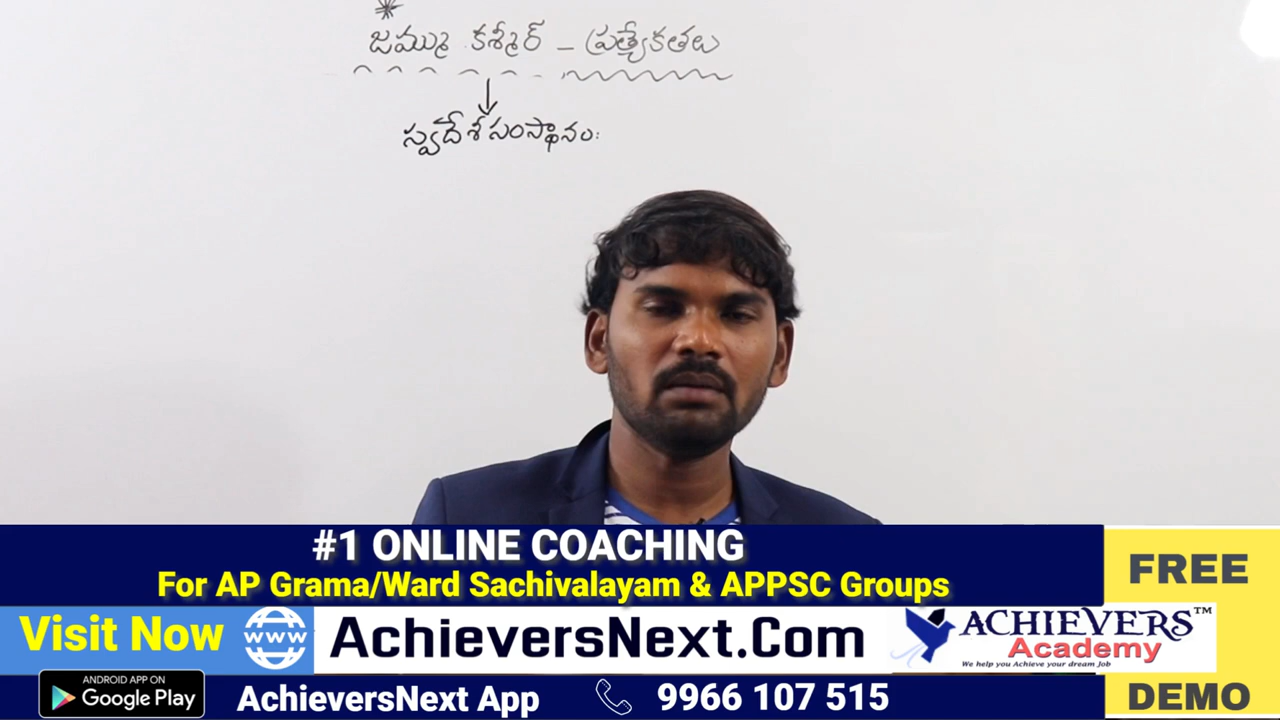 *
జమ్ము కశ్మీర్ – ప్రత్యేకతలు
స్వదేశీ సంస్థానం:
#1 ONLINE COACHING
For AP Grama/Ward Sachivalayam & APPSC Groups
FREE
Visit Now
WWW
AchieversNext.Com
ACHIEVERS™
Academy
We help you Achieve your dream Job
ANDROID APP ON
Google Play
AchieversNext App
9966 107 515
DEMO